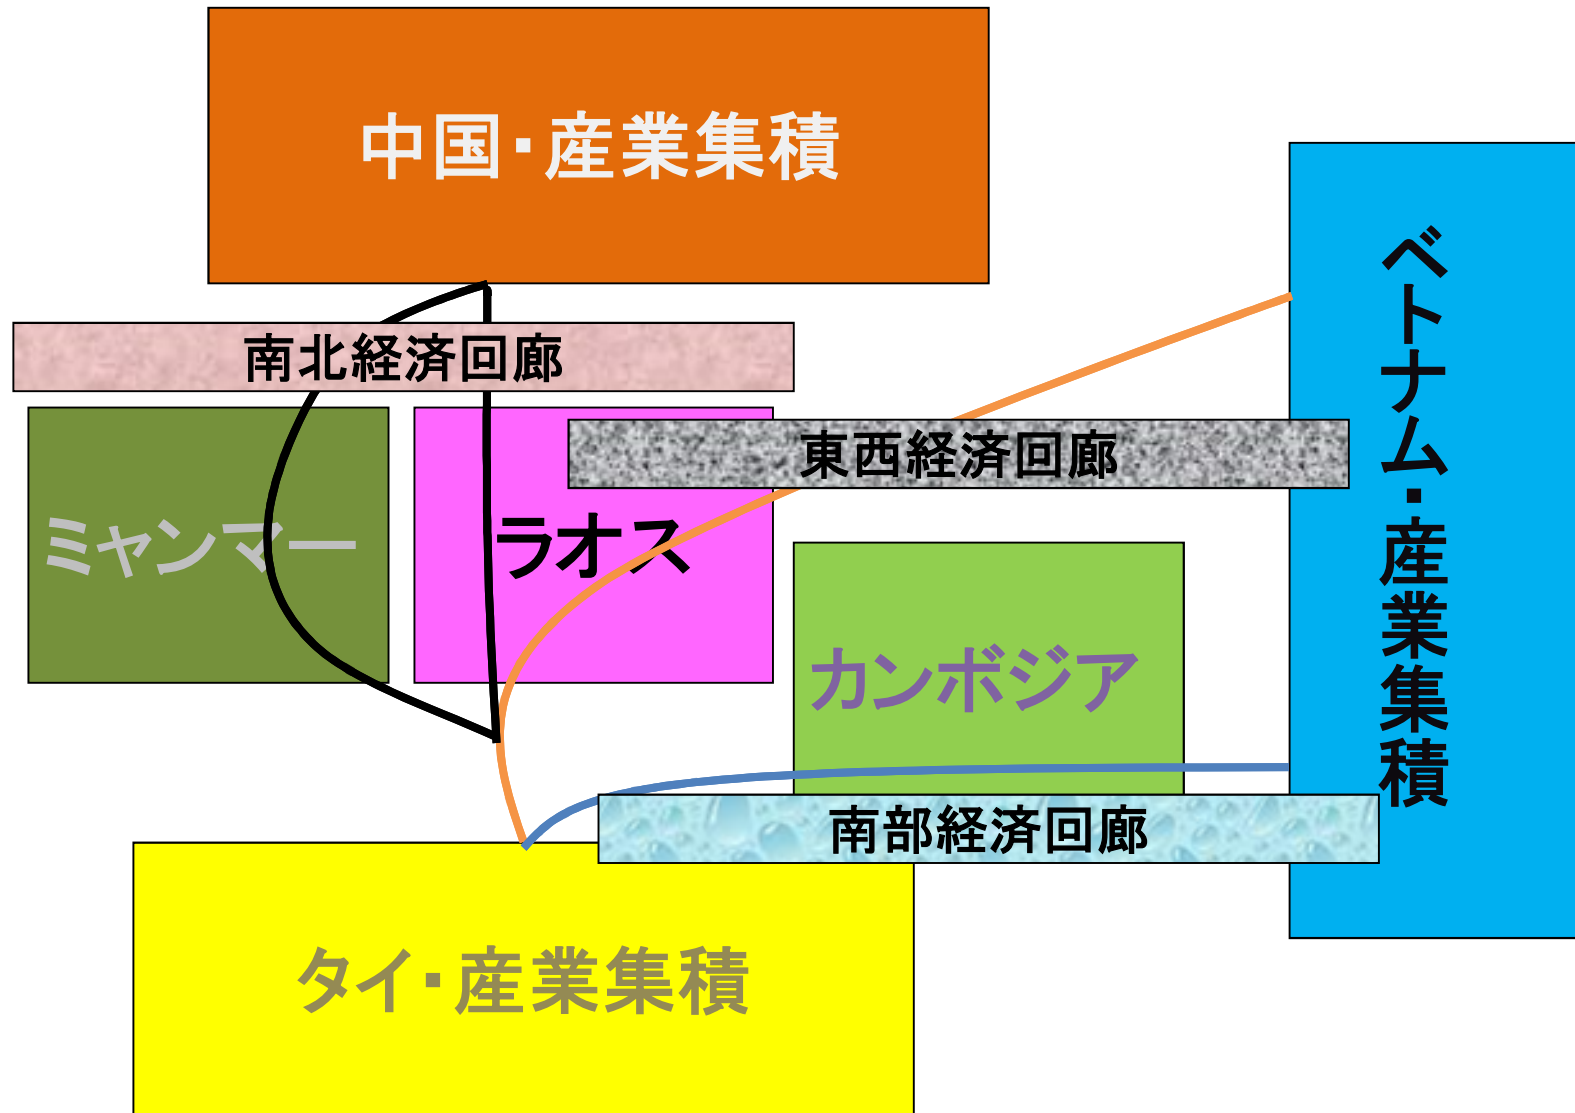 中国・産業集積
南北経済回廊
東西経済回廊
ミャンマー
ラオス
カンボジア
ベトナム・産業集積
南部経済回廊
タイ・産業集積